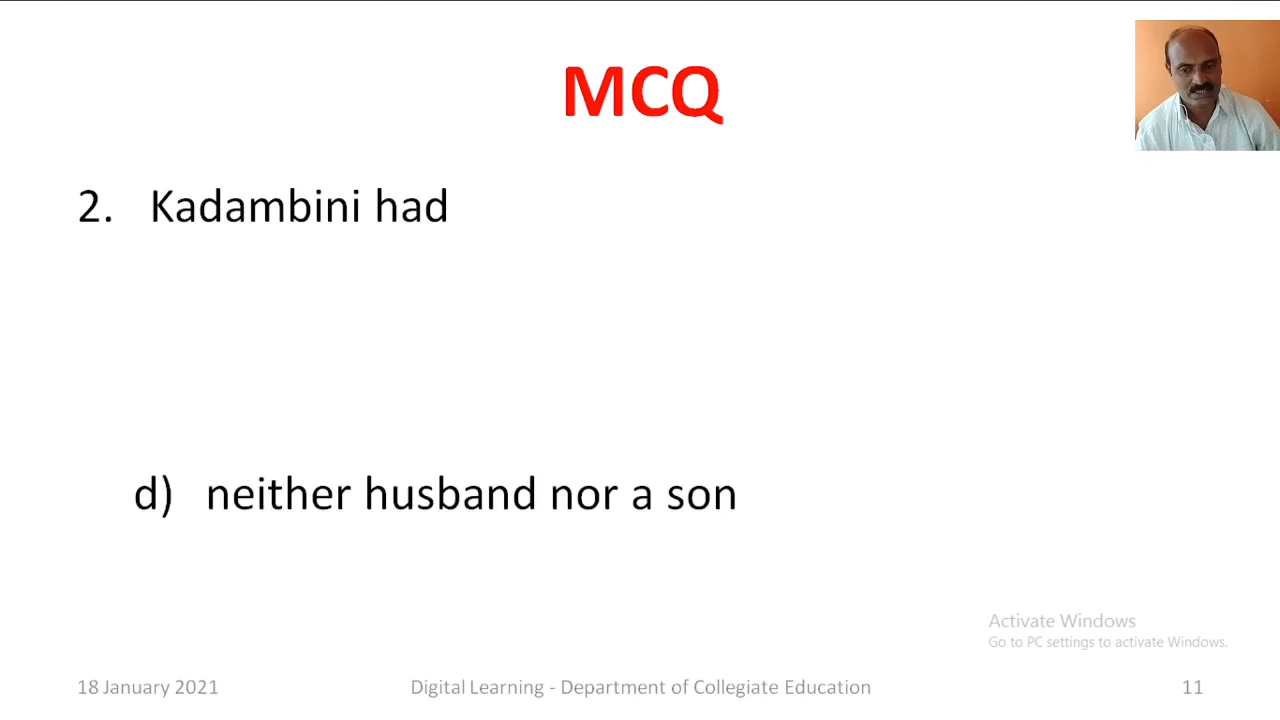 MCQ
2. Kadambini had
d) neither husband nor a son
Activate Windows
Go to PC settings to activate Windows.
18 January 2021 Digital Learning - Department of Collegiate Education 11